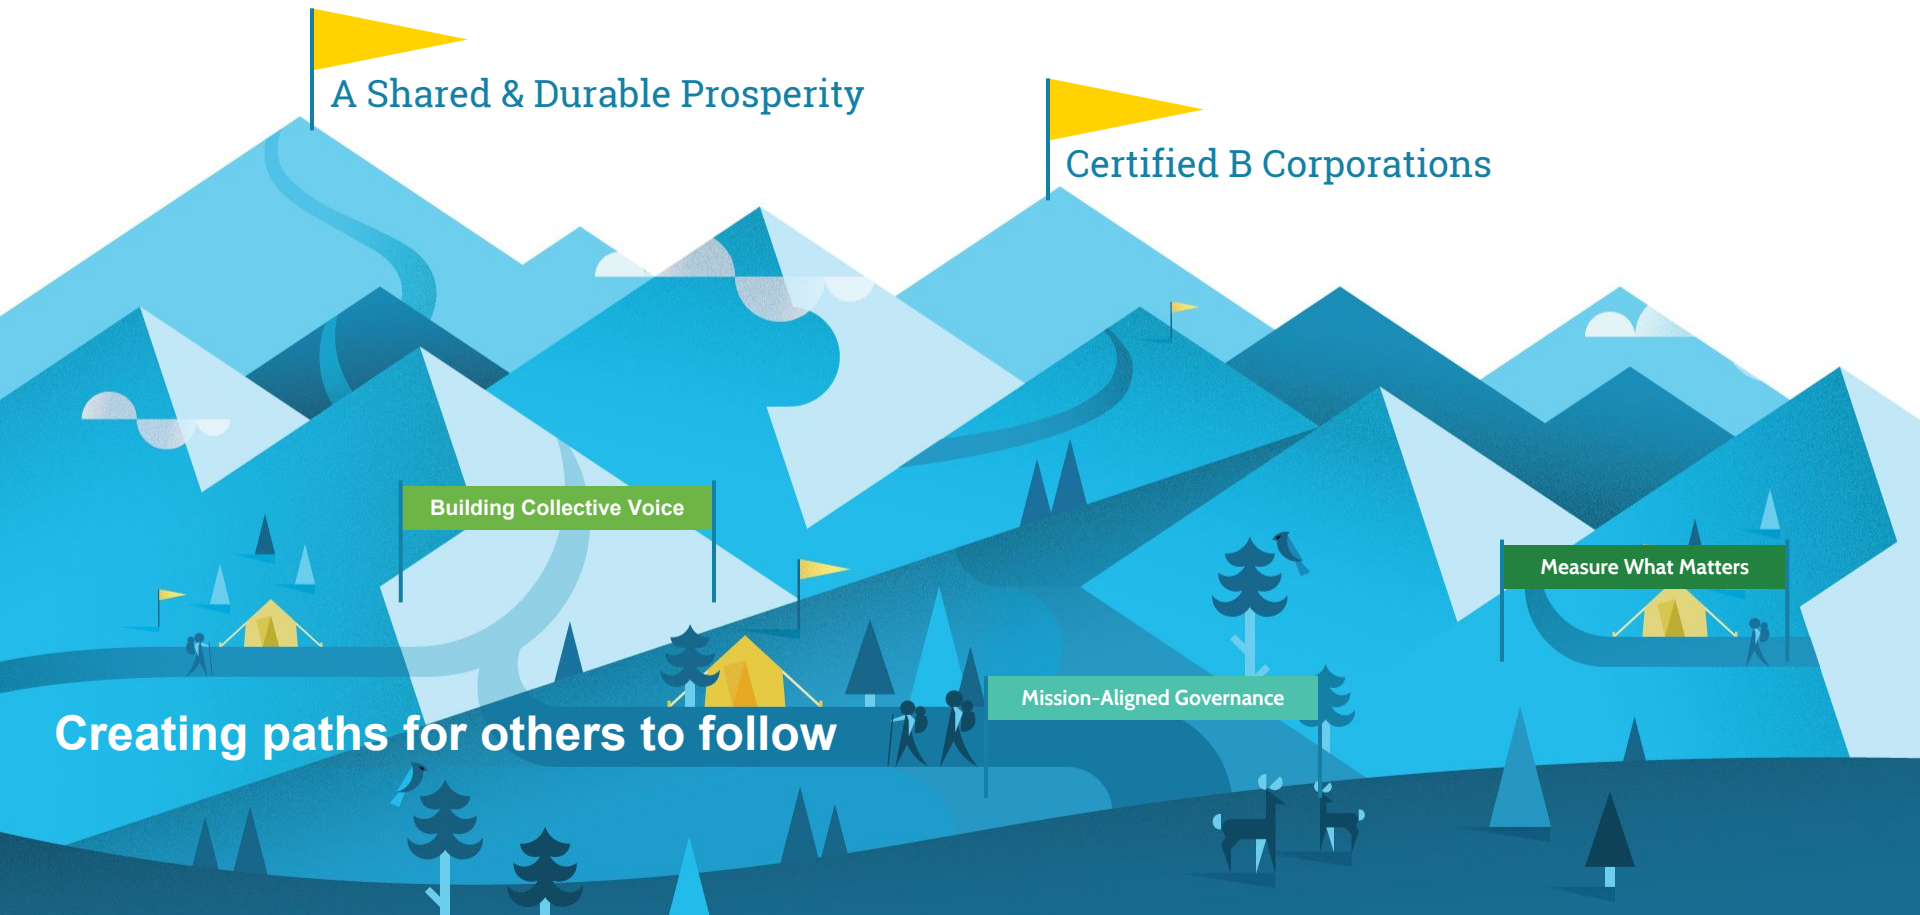 A Shared & Durable Prosperity
Certified B Corporations
Building Collective Voice
Measure What Matters
Mission-Aligned Governance
Creating paths for others to follow